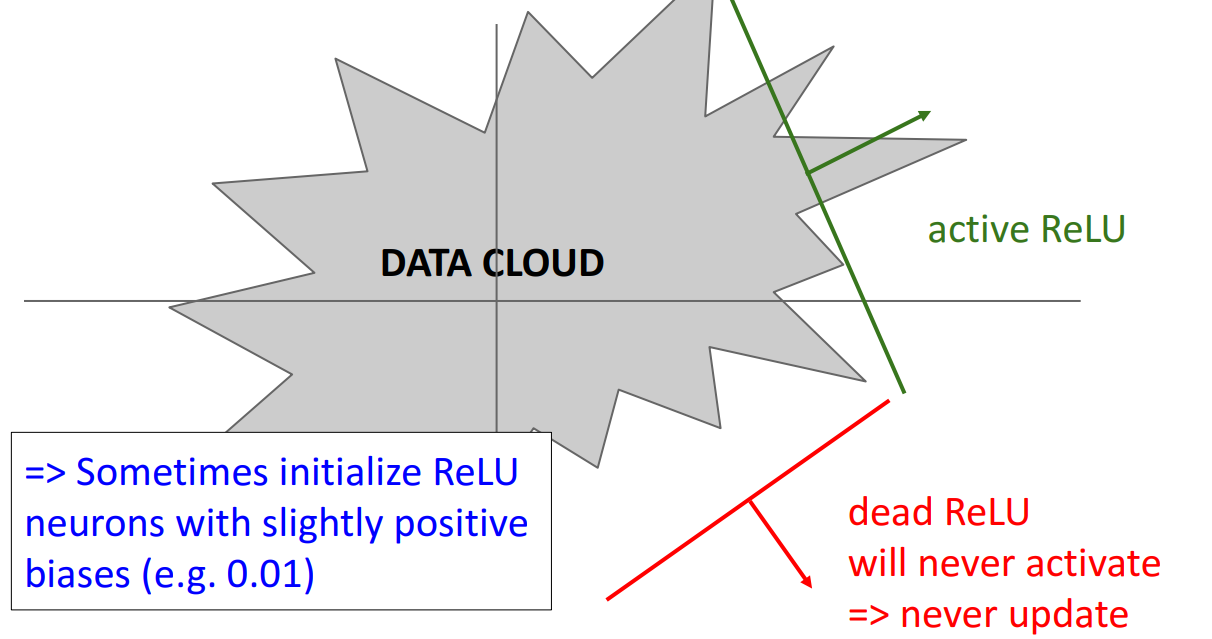 DATA CLOUD
active ReLU
=> Sometimes initialize ReLU
neurons with slightly positive
biases (e.g. 0.01)
dead ReLU
will never activate
=> never update